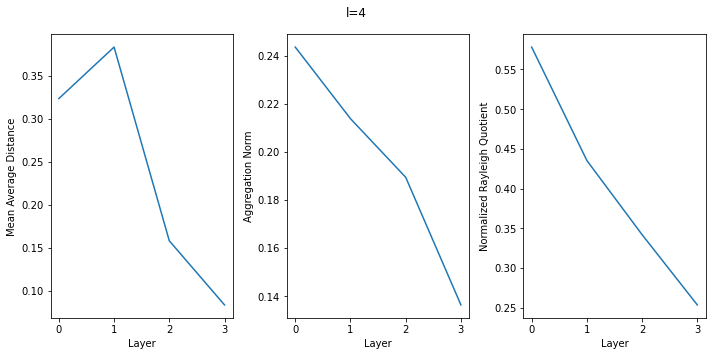 l=4
Mean Average Distance
0.35
0.30
0.25
0.20
0.15
0.10
0 1 2 3
Layer
Aggregation Norm
0.24
0.22
0.20
0.18
0.16
0.14
0 1 2 3
Layer
Normalized Rayleigh Quotient
0.55
0.50
0.45
0.40
0.35
0.30
0.25
0 1 2 3
Layer